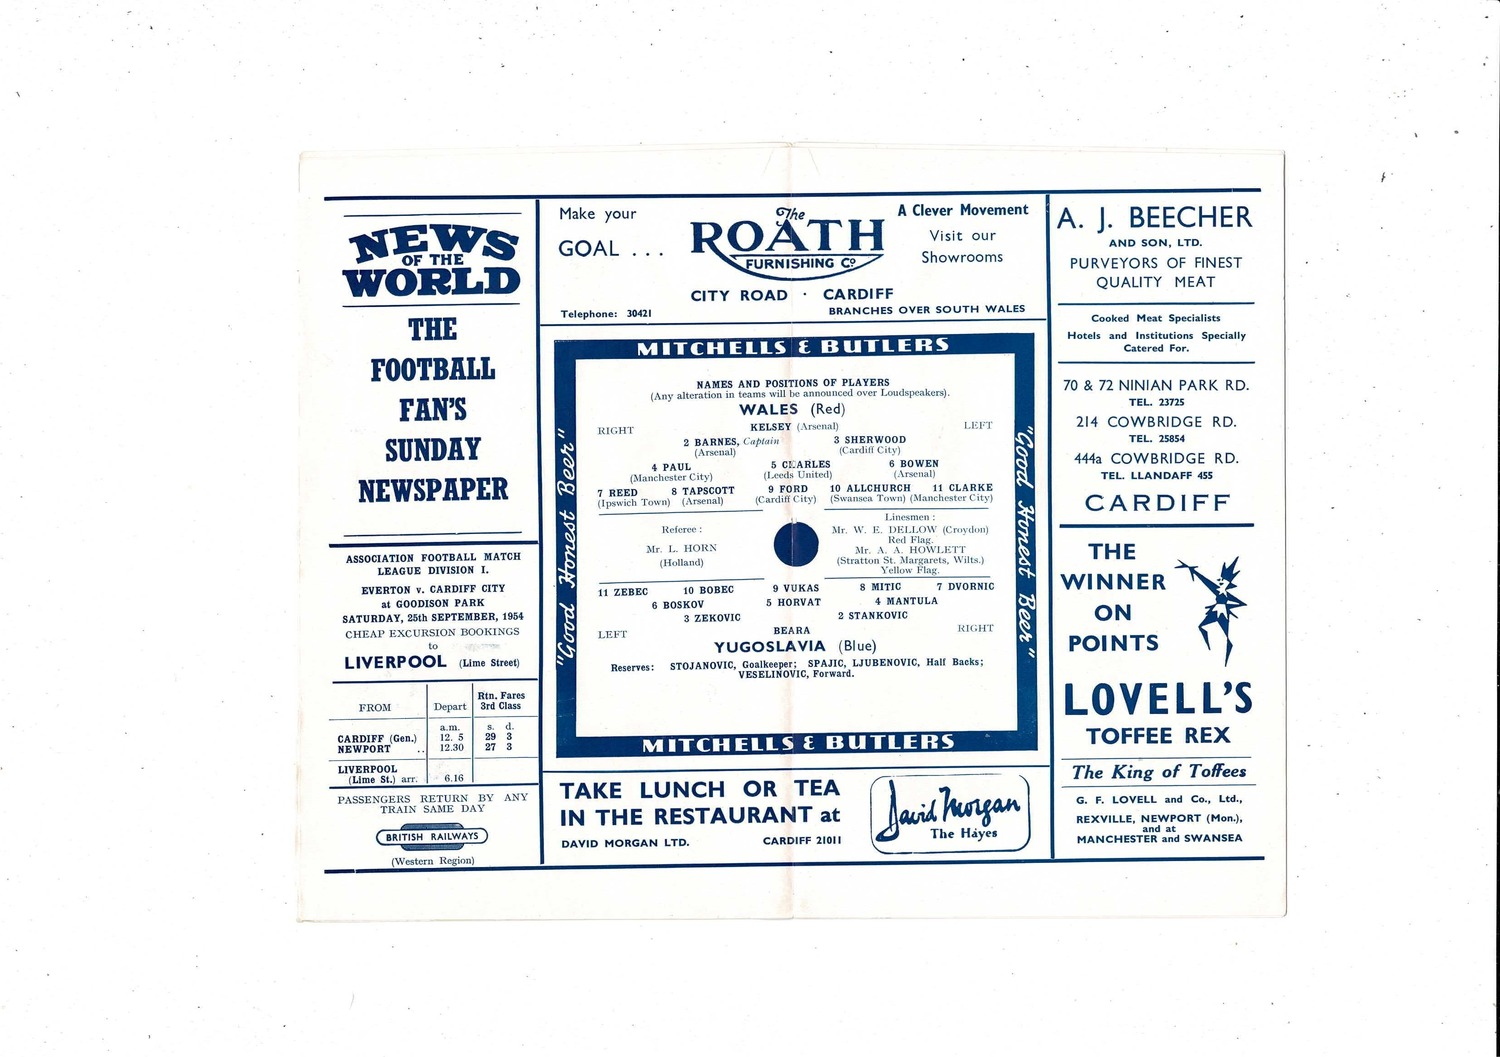 NEWS
OF THE
WORLD
THE
FOOTBALL
FAN'S
SUNDAY
NEWSPAPER
ASSOCIATION FOOTBALL MATCH
LEAGUE DIVISION I.
EVERTON v. CARDIFF CITY
at GOODISON PARK
SATURDAY, 25th SEPTEMBER, 1954
CHEAP EXCURSION BOOKINGS
to
LIVERPOOL (Lime Street)
FROM Depart Rtn. Fares 3rd Class
a.m. s. d.
CARDIFF (Gen.) 12. 5 29 3
NEWPORT .. 12.30 27 3
LIVERPOOL
(Lime St.) arr. 6.16
PASSENGERS RETURN BY ANY
TRAIN SAME DAY
BRITISH RAILWAYS
(Western Region)
Make your
GOAL ...
The
ROATH
FURNISHING Co
A Clever Movement
Visit our
Showrooms
CITY ROAD · CARDIFF
Telephone: 30421
BRANCHES OVER SOUTH WALES
MITCHELLS & BUTLERS
"Good Honest Beer"
NAMES AND POSITIONS OF PLAYERS
(Any alteration in teams will be announced over Loudspeakers).
WALES (Red)
KELSEY (Arsenal)
RIGHT LEFT
2 BARNES, Captain 3 SHERWOOD
(Arsenal) (Cardiff City)
4 PAUL 5 CHARLES 6 BOWEN
(Manchester City) (Leeds United) (Arsenal)
7 REED 8 TAPSCOTT 9 FORD 10 ALLCHURCH 11 CLARKE
(Ipswich Town) (Arsenal) (Cardiff City) (Swansea Town) (Manchester City)
Referee :
Mr. L. HORN
(Holland)
Linesmen :
Mr. W. E. DELLOW (Croydon)
Red Flag.
Mr. A. A. HOWLETT
(Stratton St. Margarets, Wilts.)
Yellow Flag.
11 ZEBEC 10 BOBEC 9 VUKAS 8 MITIC 7 DVORNIC
6 BOSKOV 5 HORVAT 4 MANTULA
3 ZEKOVIC 2 STANKOVIC
LEFT BEARA RIGHT
YUGOSLAVIA (Blue)
Reserves: STOJANOVIC, Goalkeeper; SPAJIC, LJUBENOVIC, Half Backs;
VESELINOVIC, Forward.
"Good Honest Beer"
MITCHELLS & BUTLERS
TAKE LUNCH OR TEA
IN THE RESTAURANT at
DAVID MORGAN LTD. CARDIFF 21011
David Morgan
The Hayes
A. J. BEECHER
AND SON, LTD.
PURVEYORS OF FINEST
QUALITY MEAT
Cooked Meat Specialists
Hotels and Institutions Specially
Catered For.
70 & 72 NINIAN PARK RD.
TEL. 23725
214 COWBRIDGE RD.
TEL. 25854
444a COWBRIDGE RD.
TEL. LLANDAFF 455
CARDIFF
THE
WINNER
ON
POINTS
LOVELL'S
TOFFEE REX
The King of Toffees
G. F. LOVELL and Co., Ltd.,
REXVILLE, NEWPORT (Mon.),
and at
MANCHESTER and SWANSEA